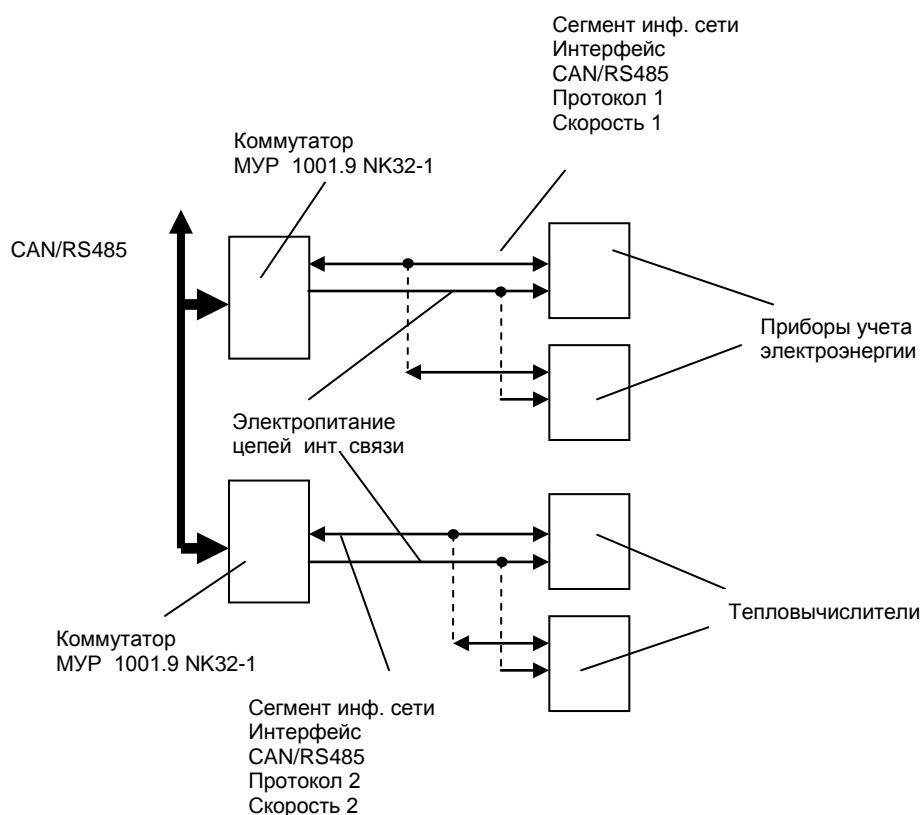 Сегмент инф. сети
Интерфейс
CAN/RS485
Протокол 1
Скорость 1
Коммутатор
МУР 1001.9 NK32-1
CAN/RS485
Приборы учета
электроэнергии
Электропитание
цепей инт. связи
Тепловычислители
Коммутатор
МУР 1001.9 NK32-1
Сегмент инф. сети
Интерфейс
CAN/RS485
Протокол 2
Скорость 2